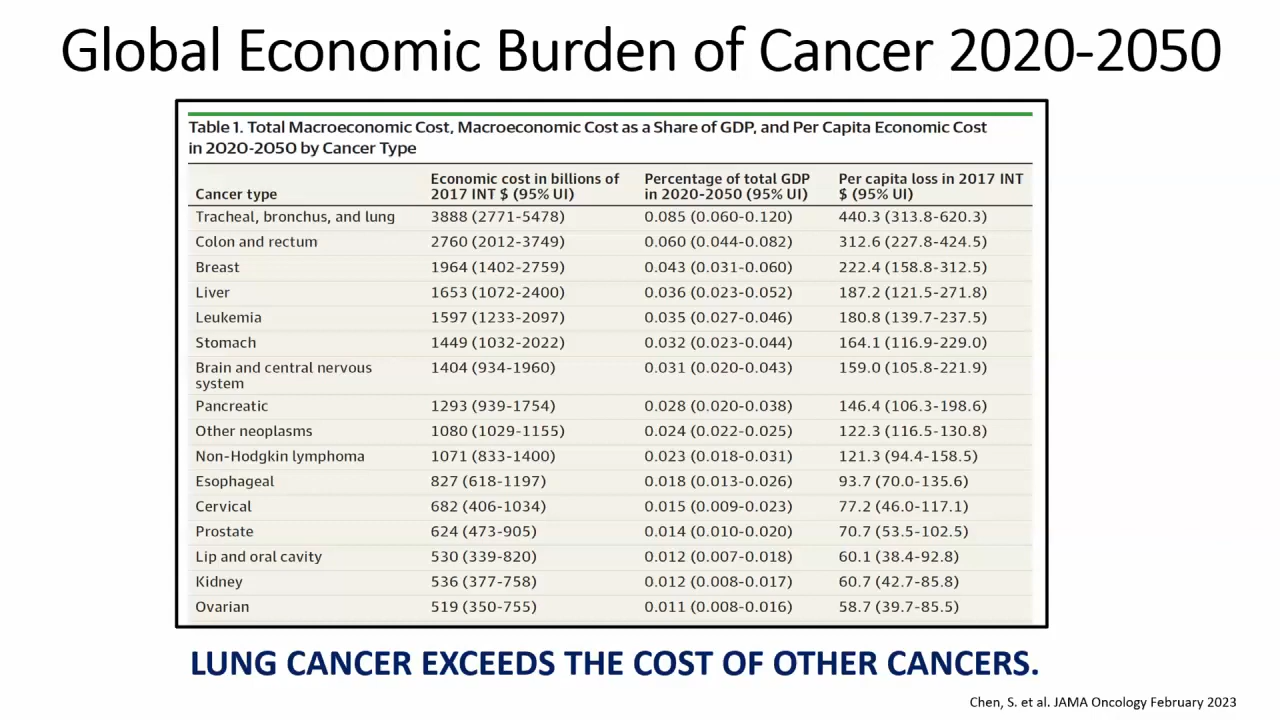 Global Economic Burden of Cancer 2020-2050
Table 1. Total Macroeconomic Cost, Macroeconomic Cost as a Share of GDP, and Per Capita Economic Cost
in 2020-2050 by Cancer Type
Cancer type Economic cost in billions of 2017 INT $ (95% UI) Percentage of total GDP in 2020-2050 (95% UI) Per capita loss in 2017 INT $ (95% UI)
Tracheal, bronchus, and lung 3888 (2771-5478) 0.085 (0.060-0.120) 440.3 (313.8-620.3)
Colon and rectum 2760 (2012-3749) 0.060 (0.044-0.082) 312.6 (227.8-424.5)
Breast 1964 (1402-2759) 0.043 (0.031-0.060) 222.4 (158.8-312.5)
Liver 1653 (1072-2400) 0.036 (0.023-0.052) 187.2 (121.5-271.8)
Leukemia 1597 (1233-2097) 0.035 (0.027-0.046) 180.8 (139.7-237.5)
Stomach 1449 (1032-2022) 0.032 (0.023-0.044) 164.1 (116.9-229.0)
Brain and central nervous system 1404 (934-1960) 0.031 (0.020-0.043) 159.0 (105.8-221.9)
Pancreatic 1293 (939-1754) 0.028 (0.020-0.038) 146.4 (106.3-198.6)
Other neoplasms 1080 (1029-1155) 0.024 (0.022-0.025) 122.3 (116.5-130.8)
Non-Hodgkin lymphoma 1071 (833-1400) 0.023 (0.018-0.031) 121.3 (94.4-158.5)
Esophageal 827 (618-1197) 0.018 (0.013-0.026) 93.7 (70.0-135.6)
Cervical 682 (406-1034) 0.015 (0.009-0.023) 77.2 (46.0-117.1)
Prostate 624 (473-905) 0.014 (0.010-0.020) 70.7 (53.5-102.5)
Lip and oral cavity 530 (339-820) 0.012 (0.007-0.018) 60.1 (38.4-92.8)
Kidney 536 (377-758) 0.012 (0.008-0.017) 60.7 (42.7-85.8)
Ovarian 519 (350-755) 0.011 (0.008-0.016) 58.7 (39.7-85.5)
LUNG CANCER EXCEEDS THE COST OF OTHER CANCERS.
Chen, S. et al. JAMA Oncology February 2023